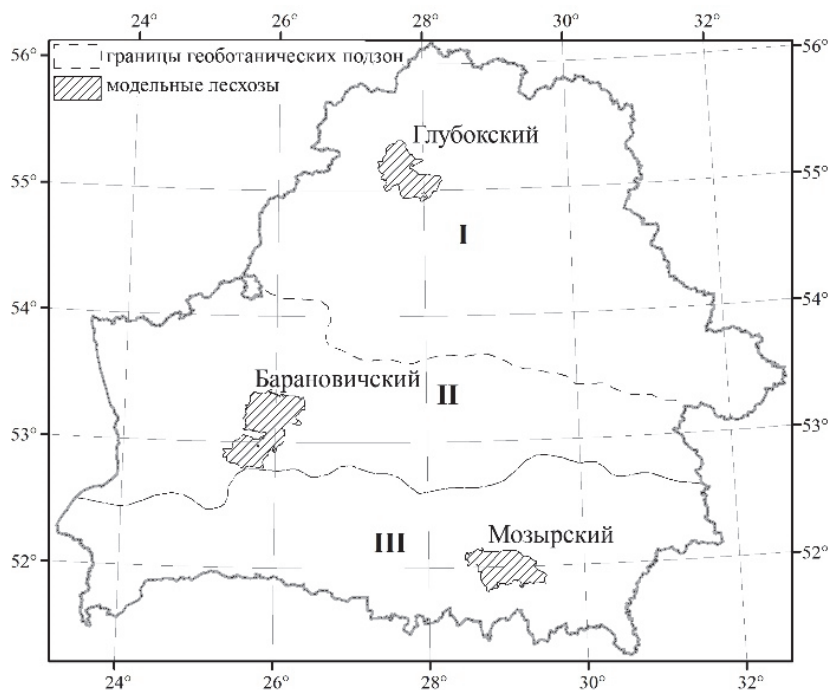 24° 26° 28° 30° 32°
56° 56°
границы геоботанических подзон
модельные лесхозы
Глубокский
55° 55°
I
54° 54°
Барановичский
II
53° 53°
III
Мозырский
52° 52°
24° 26° 28° 30° 32°